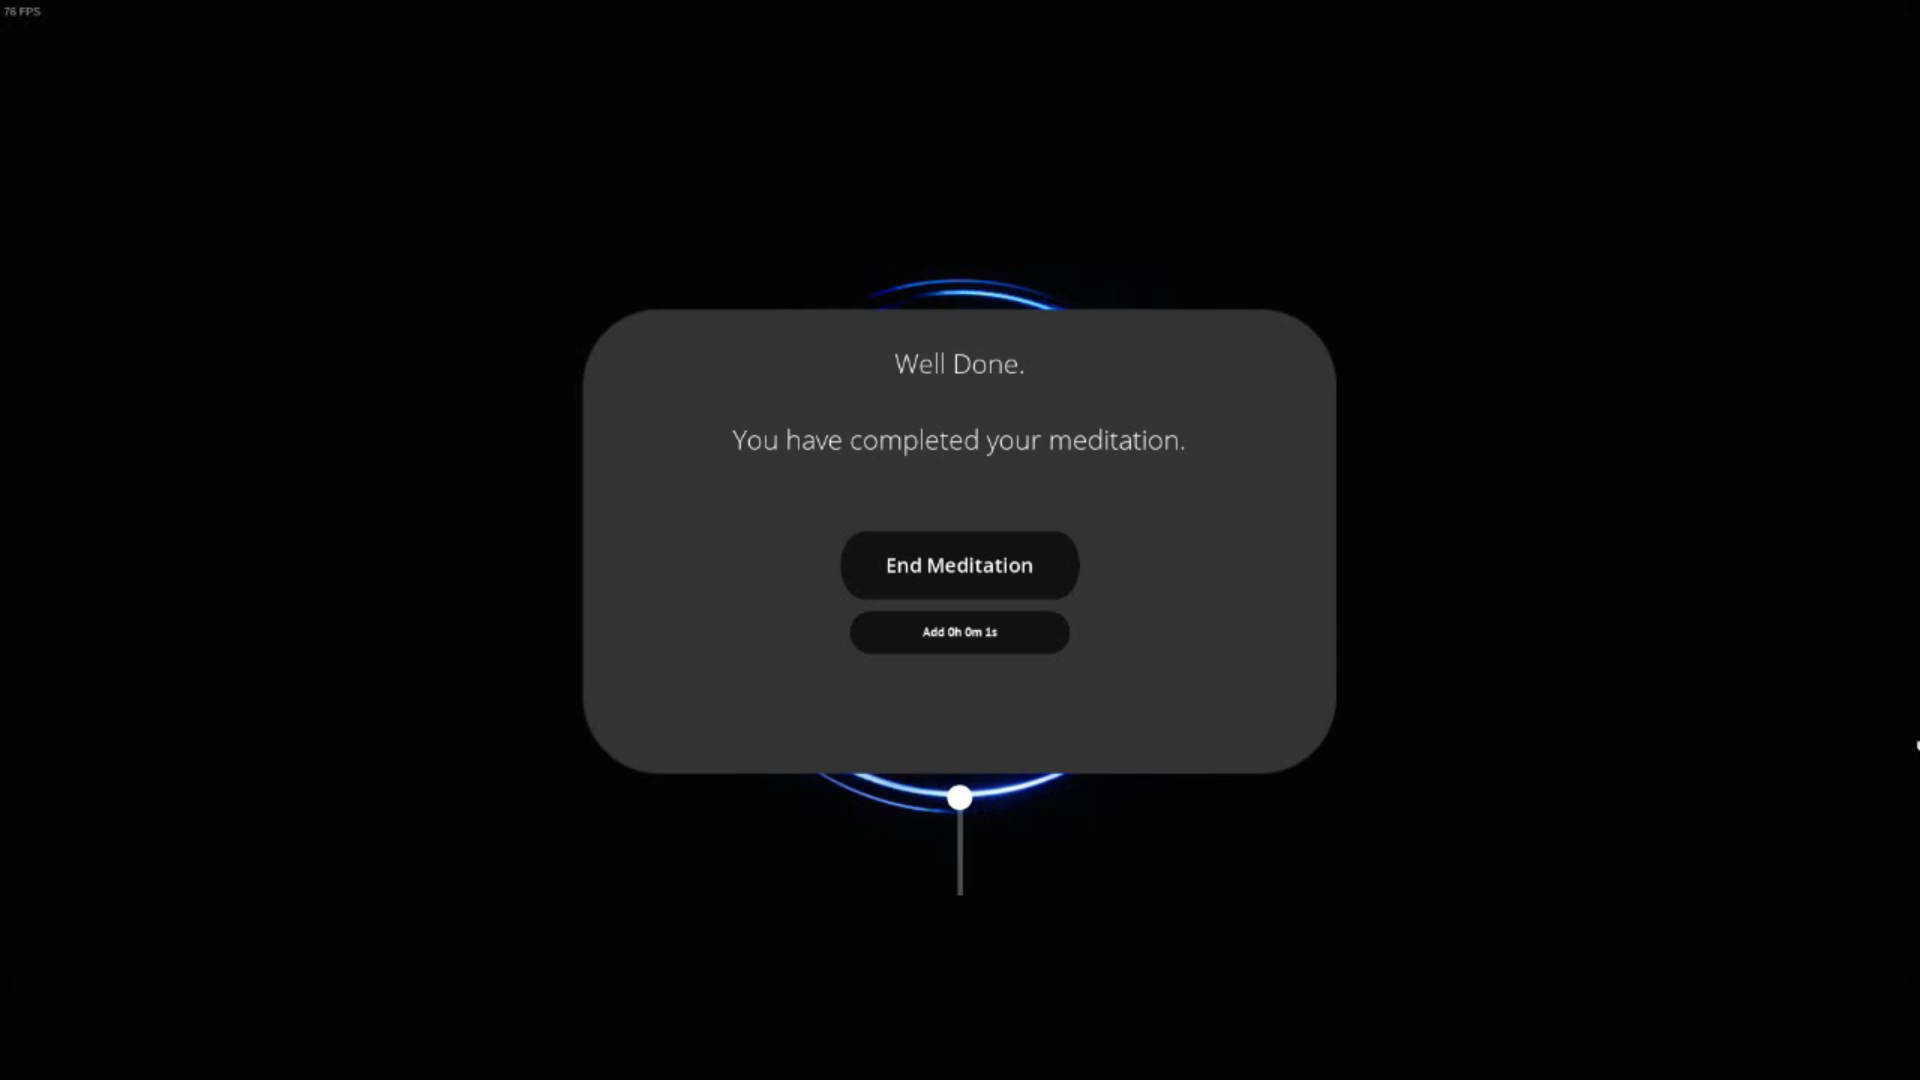 76 FPS
Well Done.
You have completed your meditation.
End Meditation
Add 0h 0m 1s